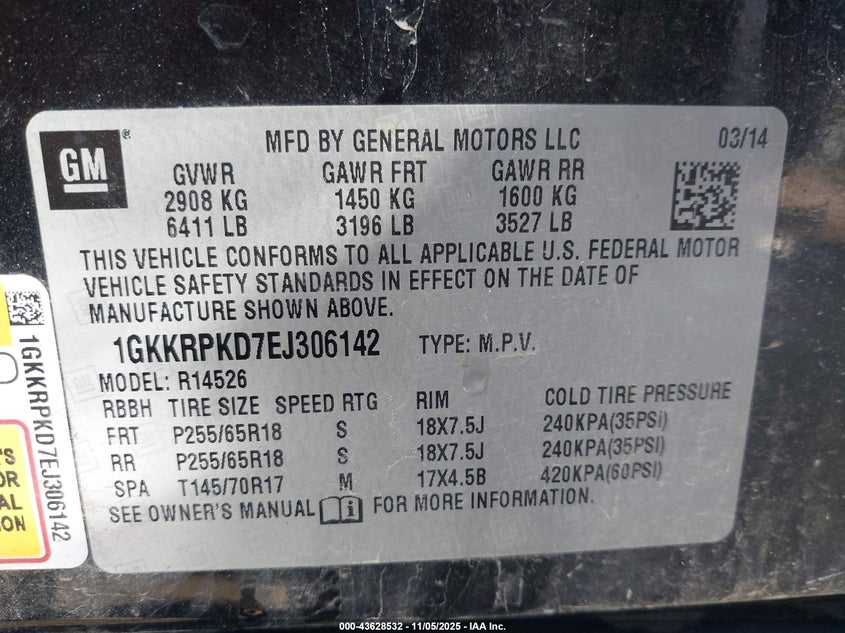 GM
®
MFD BY GENERAL MOTORS LLC
03/14
GVWR GAWR FRT GAWR RR
2908 KG 1450 KG 1600 KG
6411 LB 3196 LB 3527 LB
THIS VEHICLE CONFORMS TO ALL APPLICABLE U.S. FEDERAL MOTOR
VEHICLE SAFETY STANDARDS IN EFFECT ON THE DATE OF
MANUFACTURE SHOWN ABOVE.
1GKKRPKD7EJ306142 TYPE: M.P.V.
MODEL: R14526
RBBH TIRE SIZE SPEED RTG RIM COLD TIRE PRESSURE
FRT P255/65R18 S 18X7.5J 240KPA(35PSI)
RR P255/65R18 S 18X7.5J 240KPA(35PSI)
SPA T145/70R17 M 17X4.5B 420KPA(60PSI)
SEE OWNER'S MANUAL i FOR MORE INFORMATION.
1GKKRPKD7EJ306142
000-43628532 — 11/05/2025 — IAA Inc.